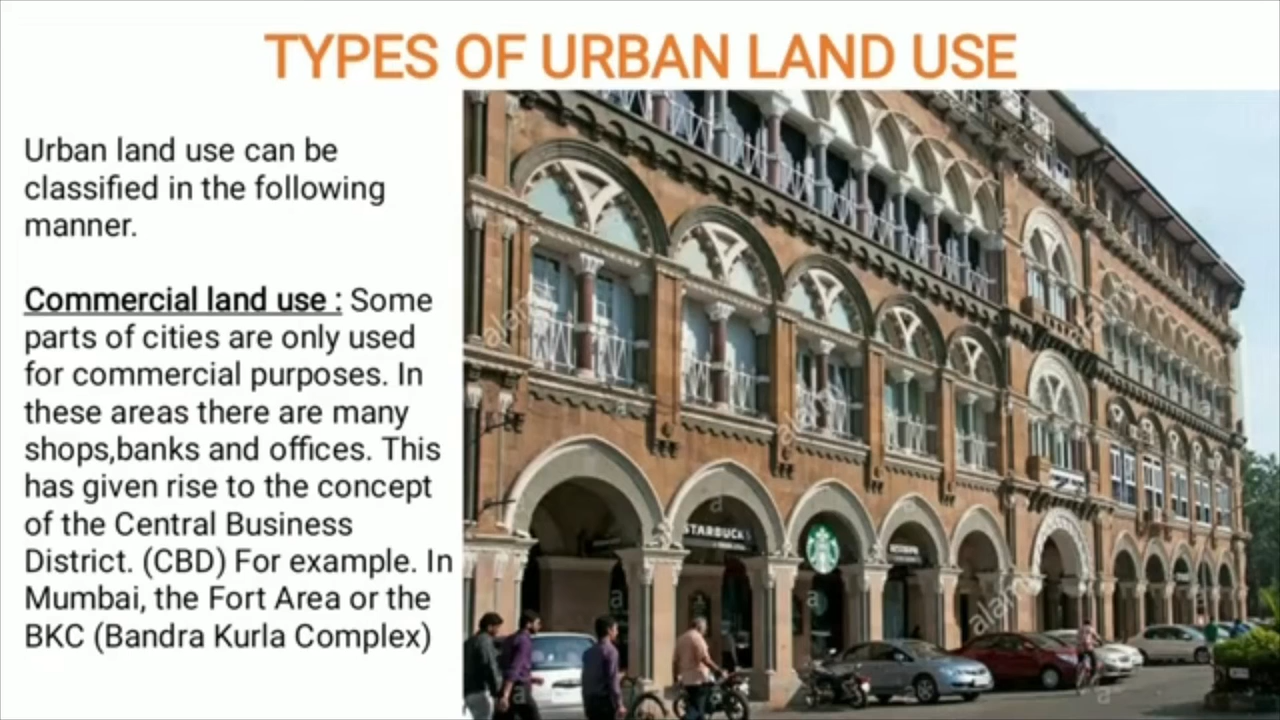 TYPES OF URBAN LAND USE
Urban land use can be
classified in the following
manner.
Commercial land use : Some
parts of cities are only used
for commercial purposes. In
these areas there are many
shops,banks and offices. This
has given rise to the concept
of the Central Business
District. (CBD) For example. In
Mumbai, the Fort Area or the
BKC (Bandra Kurla Complex)
STARBUCKS
alamy
a